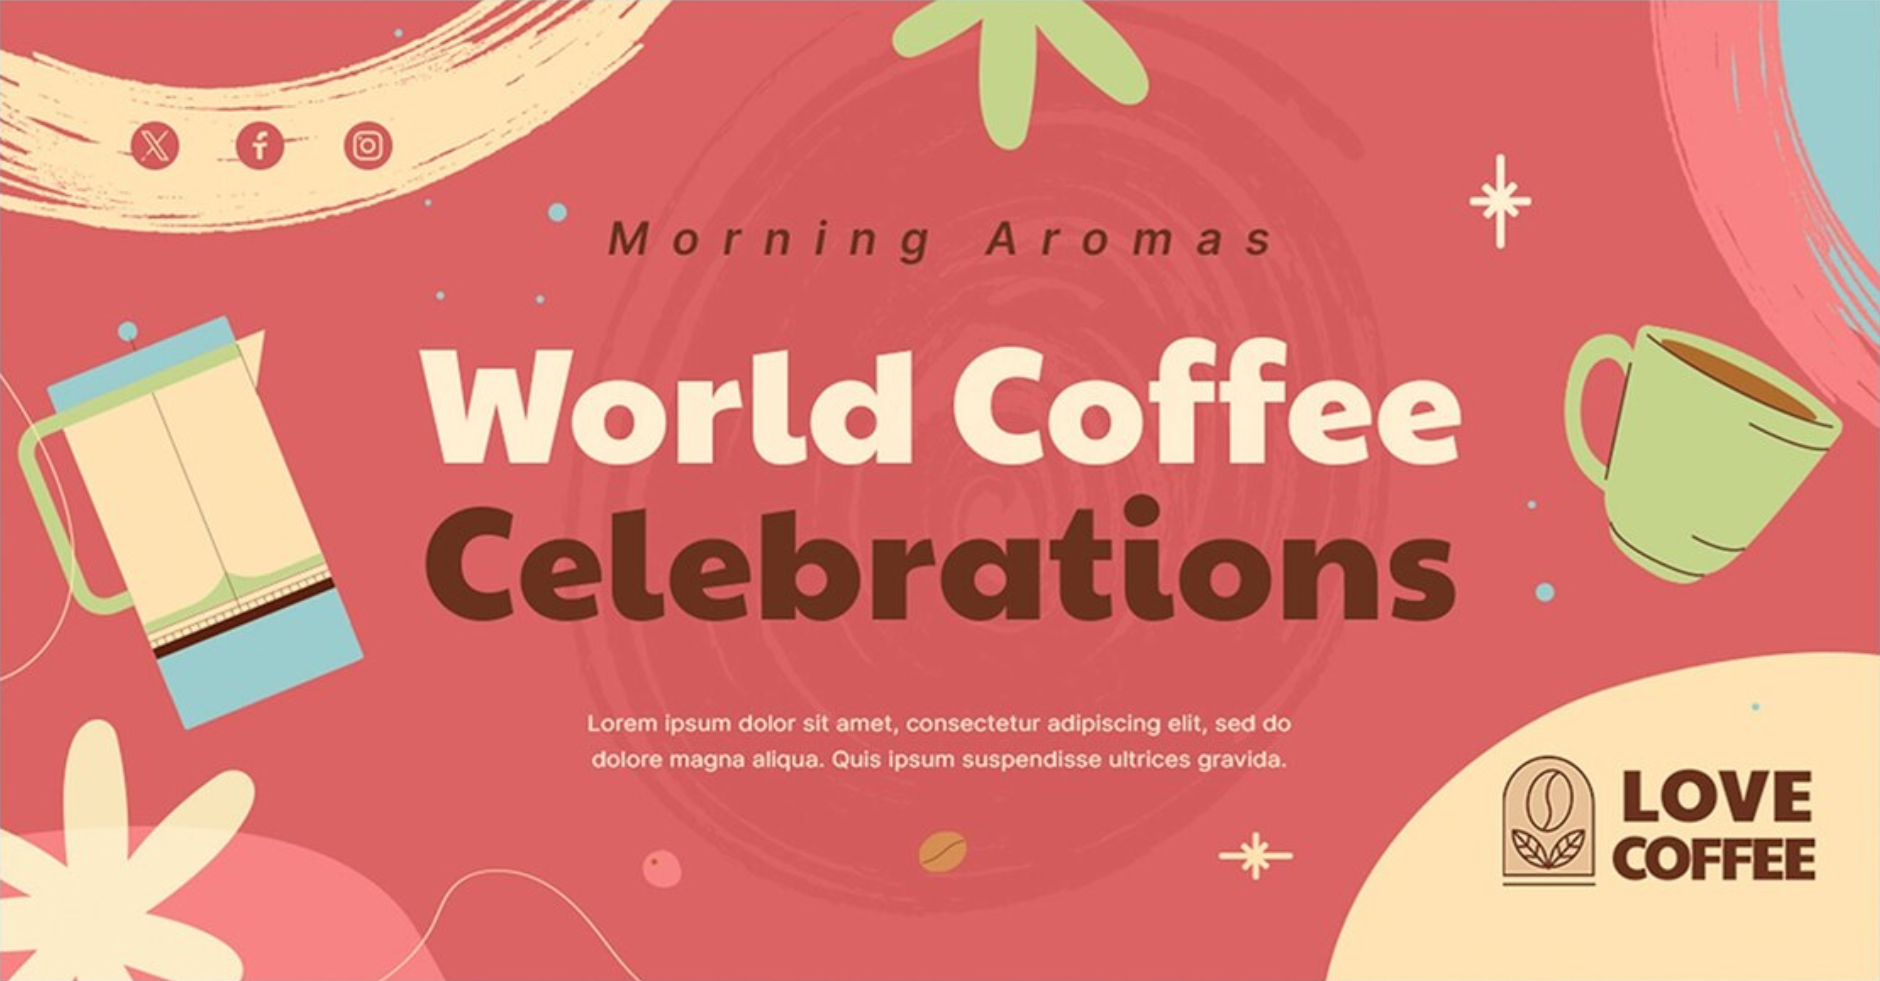 Morning Aromas
World Coffee
Celebrations
Lorem ipsum dolor sit amet, consectetur adipiscing elit, sed do
dolore magna aliqua. Quis ipsum suspendisse ultrices gravida.
LOVE
COFFEE